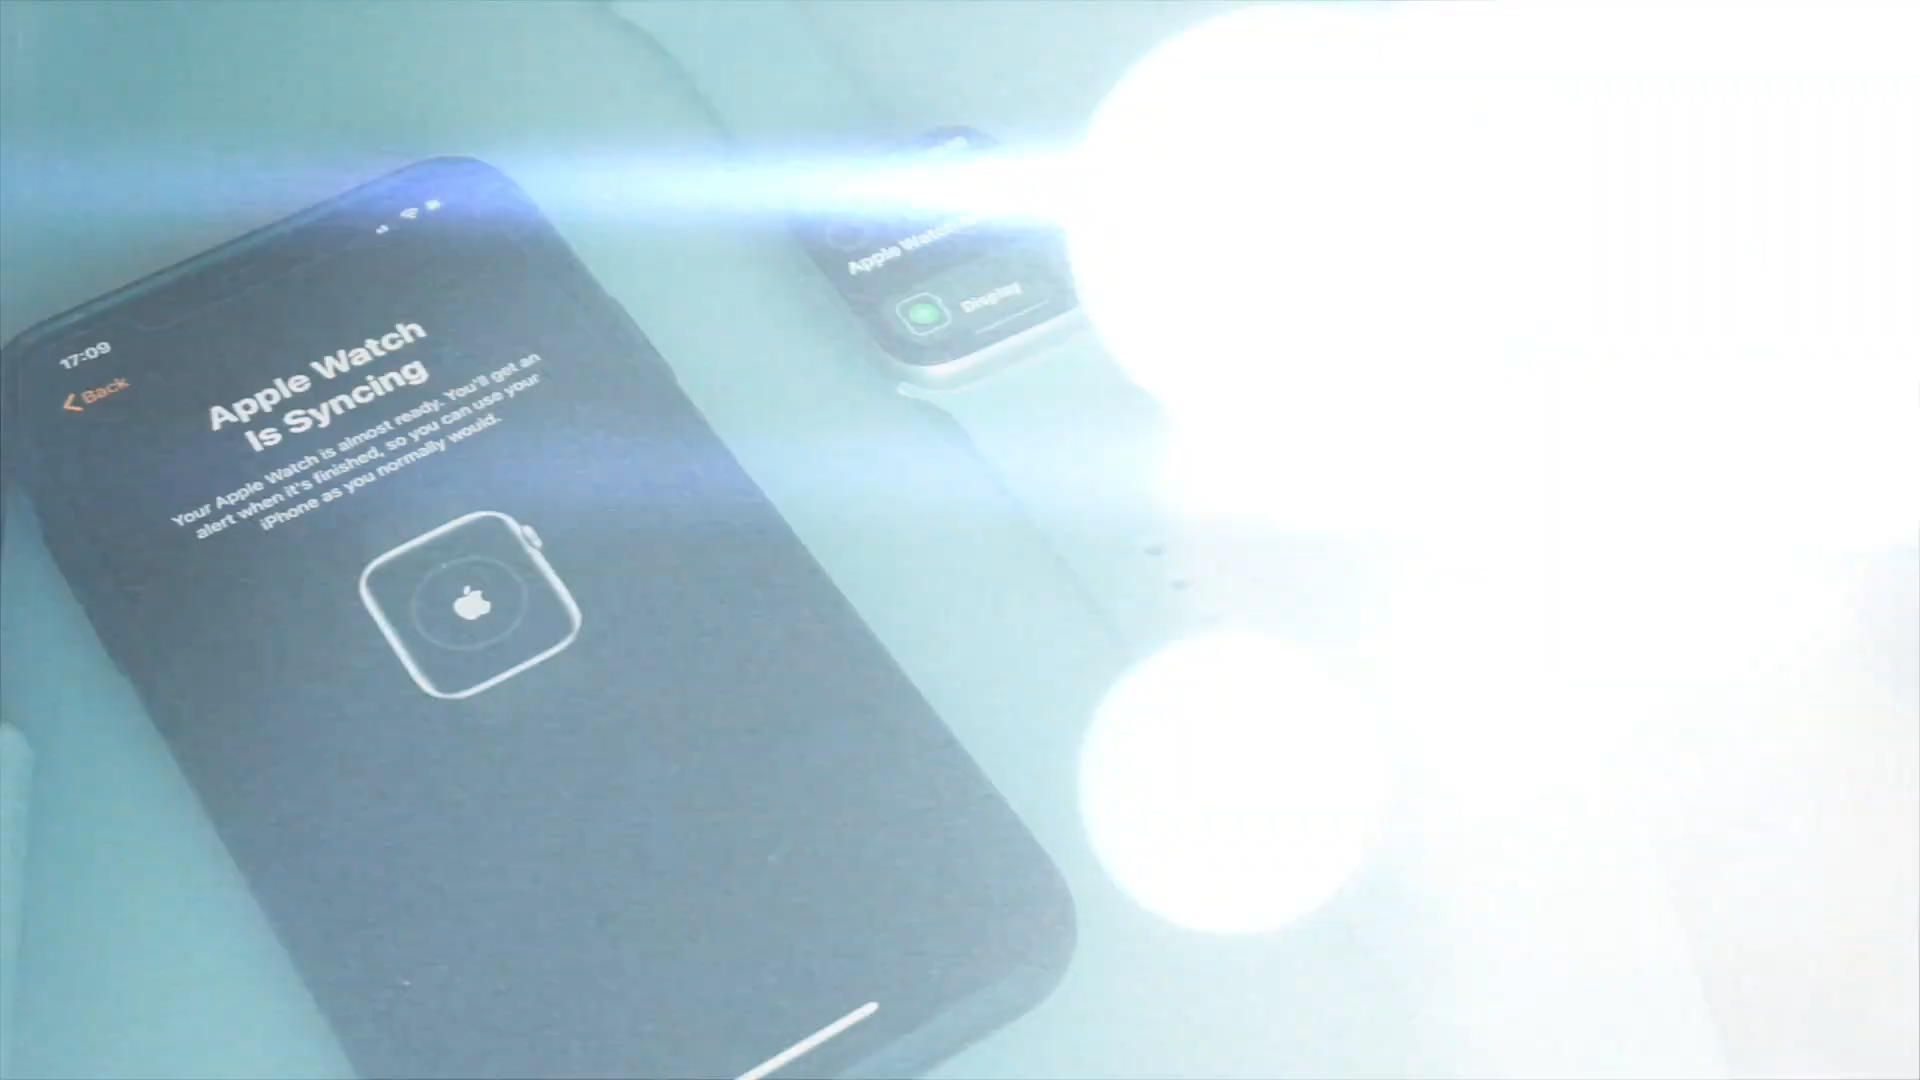 17:09
Back
Apple Watch
Is Syncing
Your Apple Watch is almost ready. You'll get an
alert when it's finished, so you can use your
iPhone as you normally would.
Apple Watch
Display